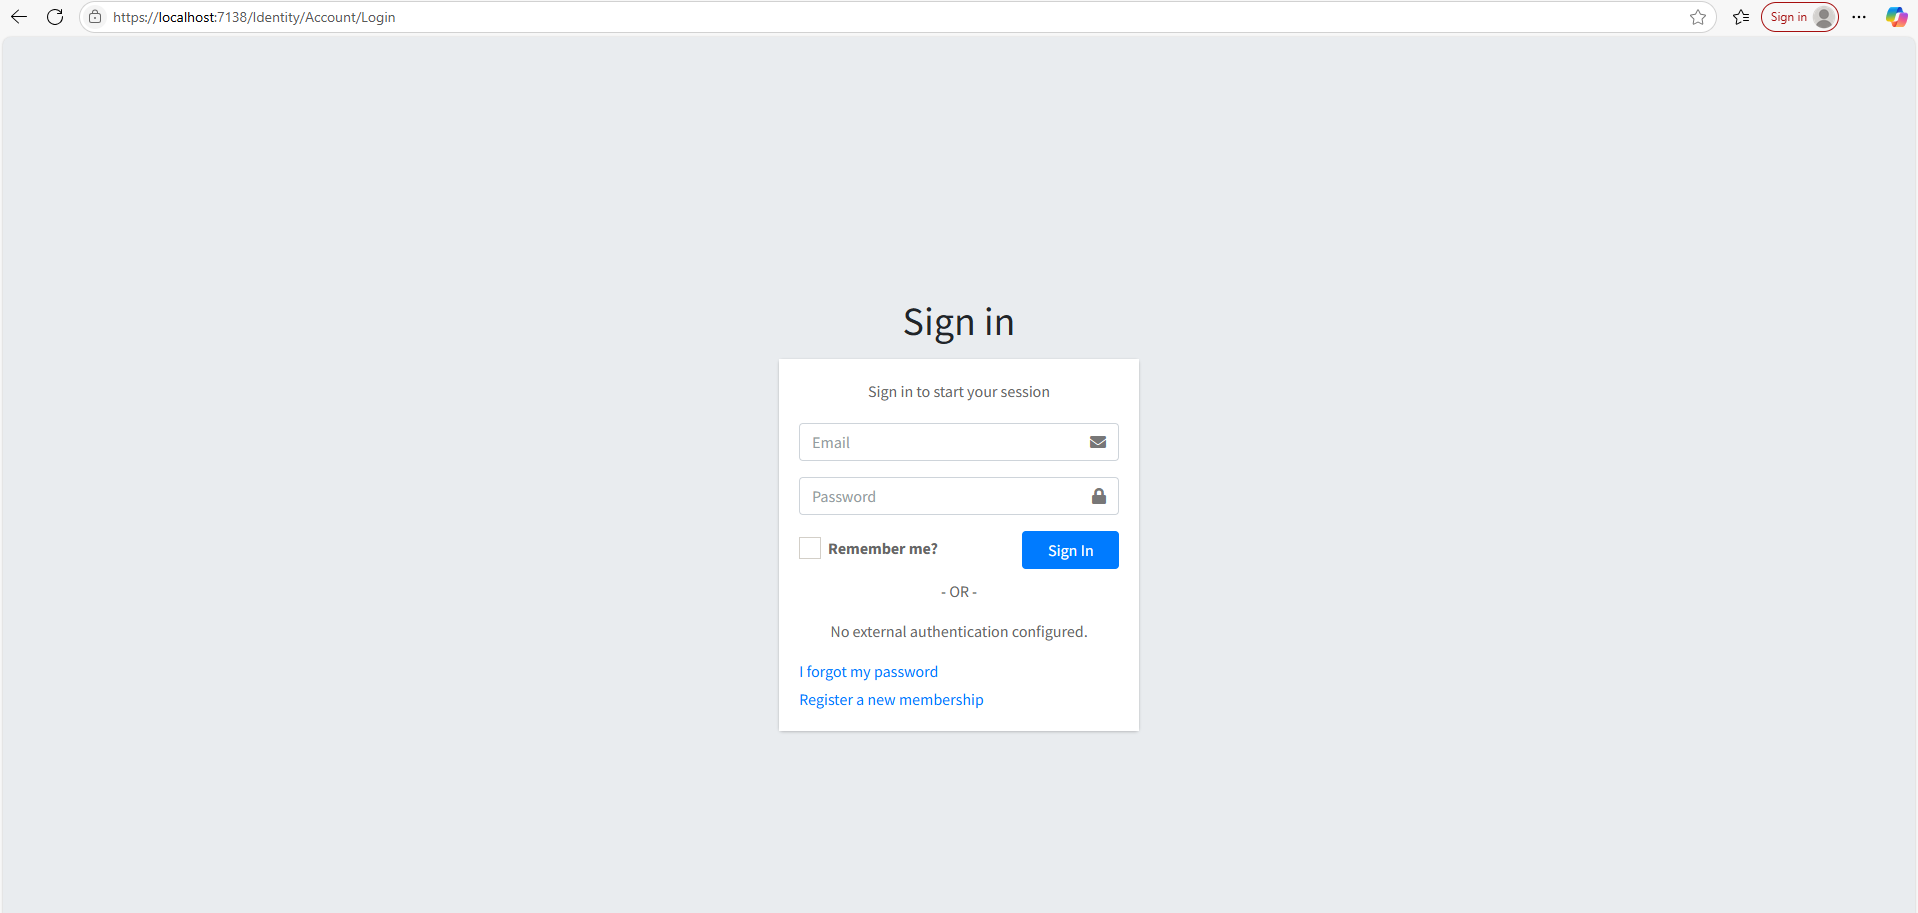 https://localhost:7138/Identity/Account/Login
Sign in
Sign in
Sign in to start your session
Email
Password
Remember me?
Sign In
- OR -
No external authentication configured.
I forgot my password
Register a new membership